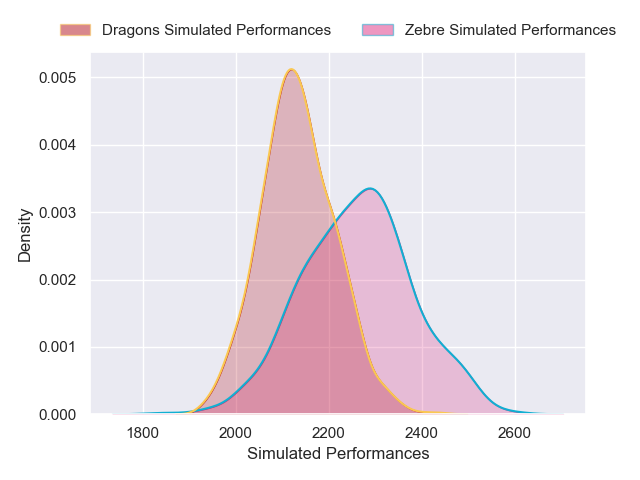 Dragons Simulated Performances
Zebre Simulated Performances
0.005
0.004
0.003
0.002
0.001
0.000
Density
1800
2000
2200
2400
2600
Simulated Performances